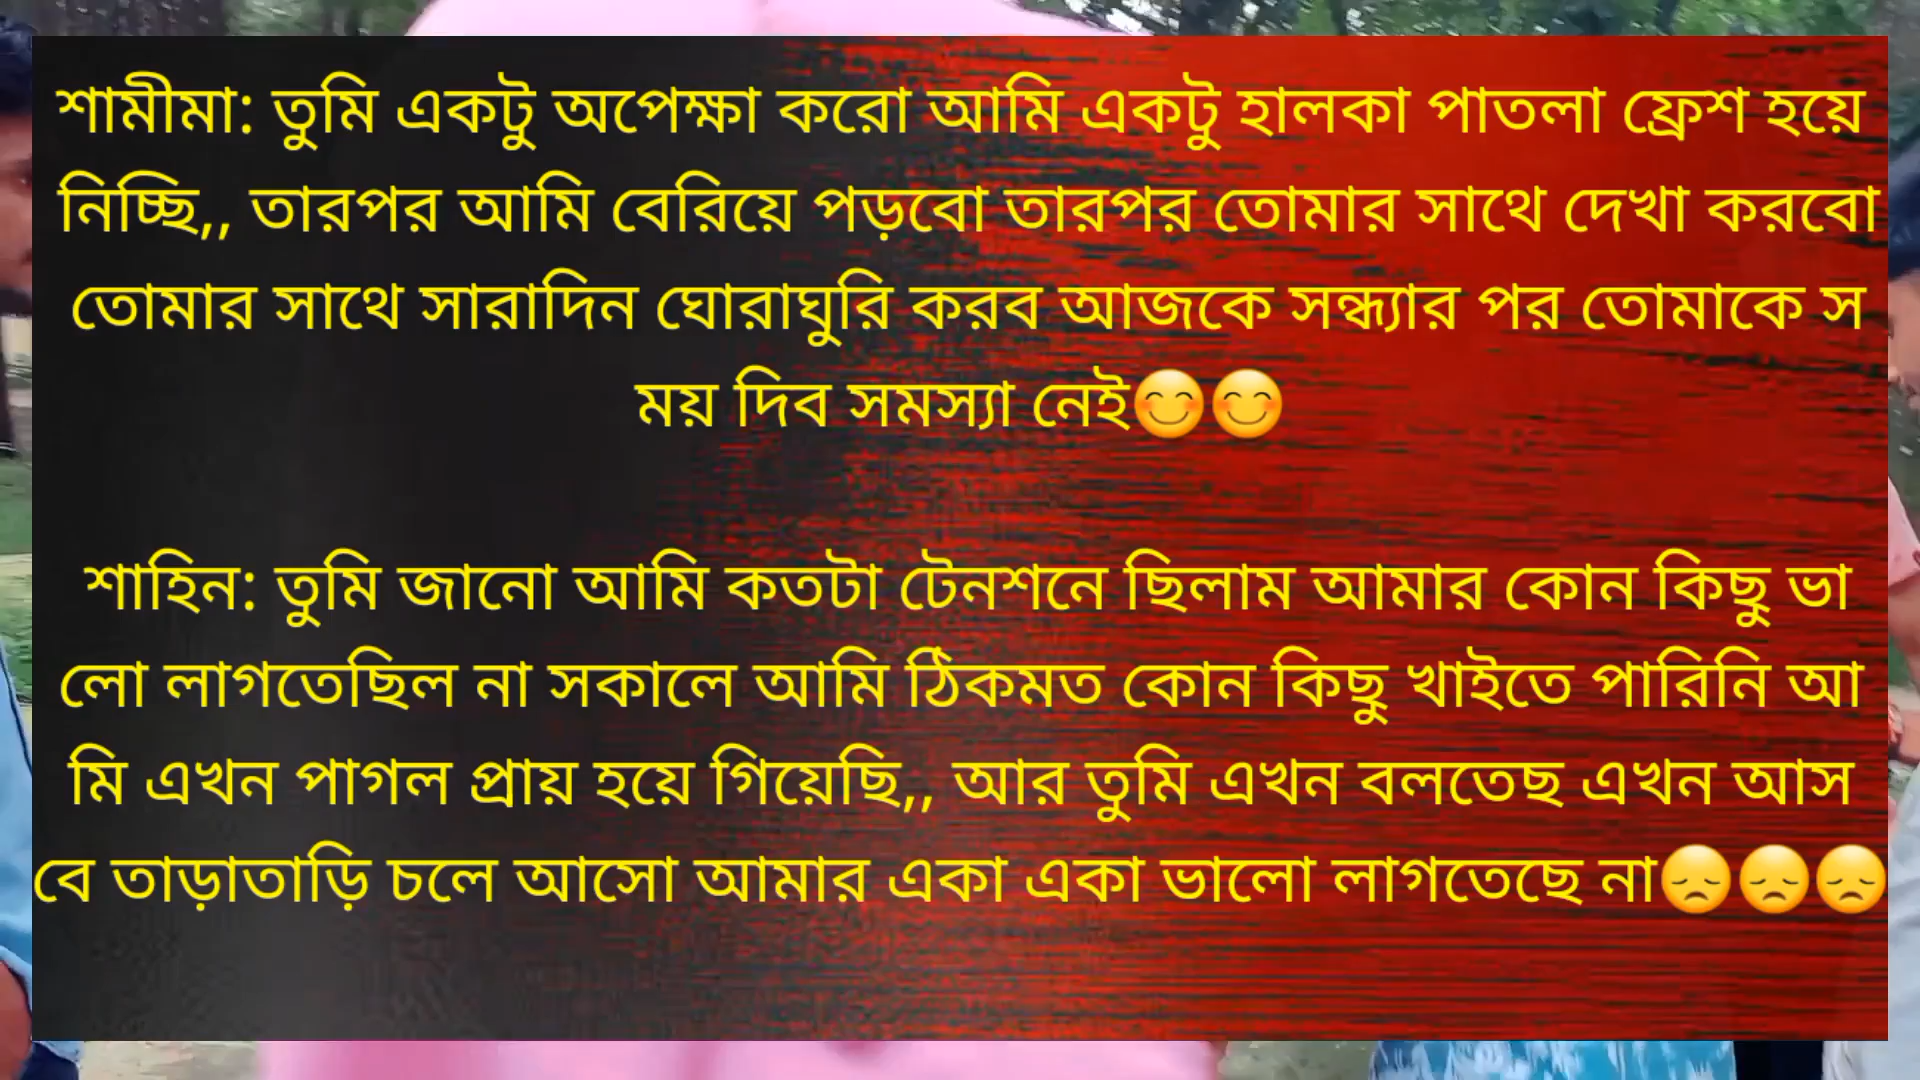 শামীমা: তুমি একটু অপেক্ষা করো আমি একটু হালকা পাতলা ফ্রেশ হয়ে
নিচ্ছি,, তারপর আমি বেরিয়ে পড়বো তারপর তোমার সাথে দেখা করবো
তোমার সাথে সারাদিন ঘোরাঘুরি করব আজকে সন্ধ্যার পর তোমাকে স
ময় দিব সমস্যা নেই😊😊
শাহিন: তুমি জানো আমি কতটা টেনশনে ছিলাম আমার কোন কিছু ভা
লো লাগতেছিল না সকালে আমি ঠিকমত কোন কিছু খাইতে পারিনি আ
মি এখন পাগল প্রায় হয়ে গিয়েছি,, আর তুমি এখন বলতেছ এখন আস
বে তাড়াতাড়ি চলে আসো আমার একা একা ভালো লাগতেছে না😞😞😞